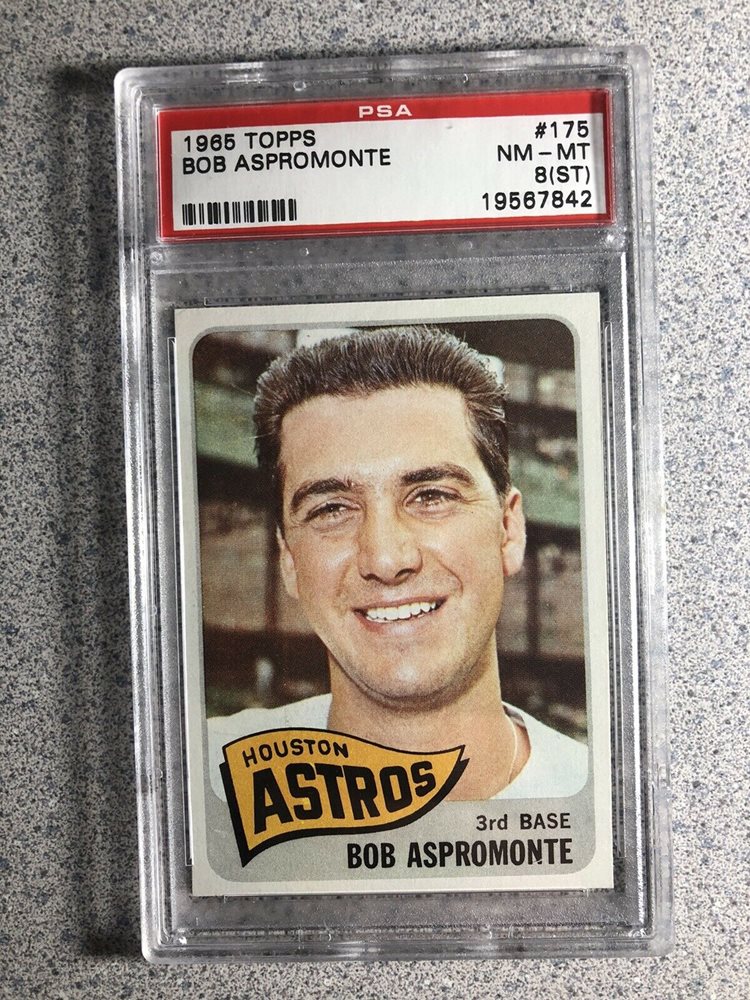 PSA
1965 TOPPS #175
BOB ASPROMONTE NM - MT
8(ST)
19567842
HOUSTON
ASTROS
3rd BASE
BOB ASPROMONTE